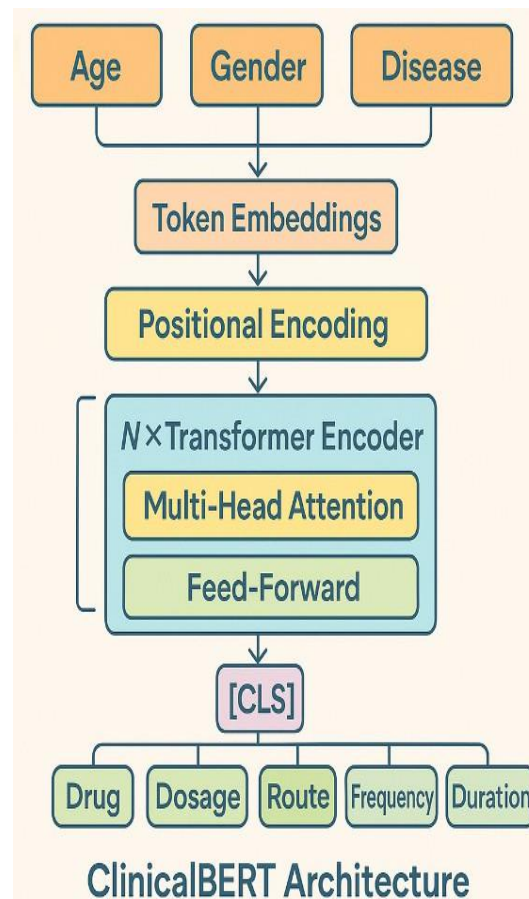 Age Gender Disease
Token Embeddings
Positional Encoding
N×Transformer Encoder
Multi-Head Attention
Feed-Forward
[CLS]
Drug Dosage Route Frequency Duration
ClinicalBERT Architecture